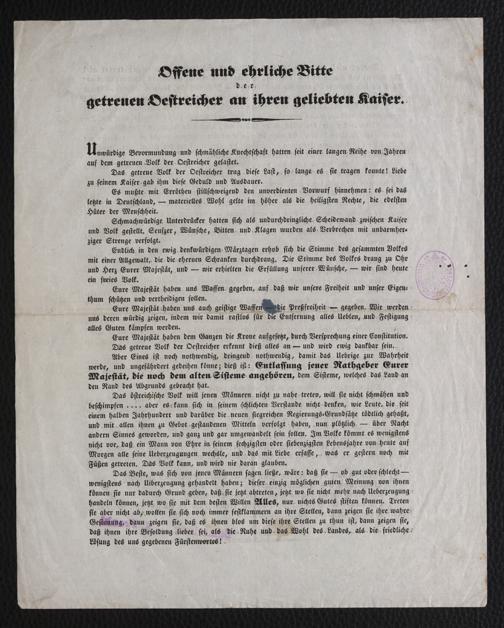 Offene und ehrliche Bitte
der
getreuen Oestreicher an ihren geliebten Kaiser.
Unwürdige Bevormundung und schmähliche Knechtschaft hatten seit einer langen Reihe von Jahren
auf dem getreuen Volk der Oestreicher gelastet.
Das getreue Volk der Oestreicher trug diese Last, so lange es sie tragen konnte! Liebe
zu seinem Kaiser gab ihm diese Geduld und Ausdauer.
Es mußte mit Erröthen stillschweigend den unverdienten Vorwurf hinnehmen: es sei das
letzte in Deutschland, — materielles Wohl gelte im höher als die heiligsten Rechte, die edelsten
Güter der Menschheit.
Schmachwürdige Unterdrücker hatten sich als undurchdringliche Scheidewand zwischen Kaiser
und Volk gestellt. Seufzer, Wünsche, Bitten und Klagen wurden als Verbrechen mit unbarmher-
ziger Strenge verfolgt.
Endlich in den ewig denkwürdigen Märztagen erhob sich die Stimme des gesammten Volkes
mit einer Allgewalt, die die ehernen Schranken durchdrang. Die Stimme des Volkes drang zu Ohr
und Herz Eurer Majestät, und — wir erhielten die Erfüllung unserer Wünsche, — wir sind heute
ein freies Volk.
Eure Majestät haben uns Waffen gegeben, auf daß wir unsere Freiheit und unser Eigen-
thum schützen und vertheidigen sollen.
Eure Majestät haben uns auch geistige Waffen — die Preßfreiheit — gegeben. Wir werden
uns deren würdig zeigen, indem wir damit rastlos für die Entfernung alles Ueblen, und Festigung
alles Guten kämpfen werden.
Eure Majestät haben dem Ganzen die Krone aufgesetzt, durch Versprechung einer Constitution.
Das getreue Volk der Oestreicher erkennt dieß alles an — und wird ewig dankbar sein.
Aber Eines ist noch nothwendig, dringend nothwendig, damit das Uebrige zur Wahrheit
werde, und ungefährdert gedeihen könne; dieß ist: Entlassung jener Rathgeber Eurer
Majestät, die noch dem alten Sisteme angehören, dem Sisteme, welches das Land an
den Rand des Abgrunds gebracht hat.
Das östreichische Volk will jenen Männern nicht zu nahe treten, will sie nicht schmähen und
beschimpfen .... aber es kann sich in seinem schlichten Verstande nicht denken, wie Leute, die seit
einem halben Jahrhundert und darüber die neuen siegreichen Regierungs-Grundsätze tödtlich gehaßt,
und mit allen ihnen zu Gebot gestandenen Mitteln verfolgt haben, nun plötzlich — über Nacht
andern Sinnes geworden, und ganz und gar umgewandelt sein sollen. Im Volke kömmt es wenigstens
nicht vor, daß ein Mann von Ehre in seinem sechzigsten oder siebenzigsten Lebensjahre von heute auf
Morgen alle seine Ueberzeugungen wechsle, und das mit Liebe erfasse, was er gestern noch mit
Füßen getreten. Das Volk kann, und wird nie daran glauben.
Das Beste, was sich von jenen Männern sagen ließe, wäre: daß sie — ob gut oder schlecht—
wenigstens nach Ueberzeugung gehandelt haben; dieser einzig möglichen guten Meinung von ihnen
können sie nur dadurch Grund geben, daß sie jetzt abtreten, jetzt wo sie nicht mehr nach Ueberzeugung
handeln können, jetzt wo sie mit dem besten Willen Alles, nur nichts Gutes stiften können. Treten
sie aber nicht ab, wollen sie sich noch immer festklammern an ihre Stellen, dann zeigen sie ihre wahre
Gesinnung, dann zeigen sie, daß es ihnen blos um diese ihre Stellen zu thun ist, dann zeigen sie,
daß ihnen ihre Besoldung lieber sei, als die Ruhe und das Wohl des Landes, als die friedliche
Lösung des uns gegebenen Fürstenwortes!